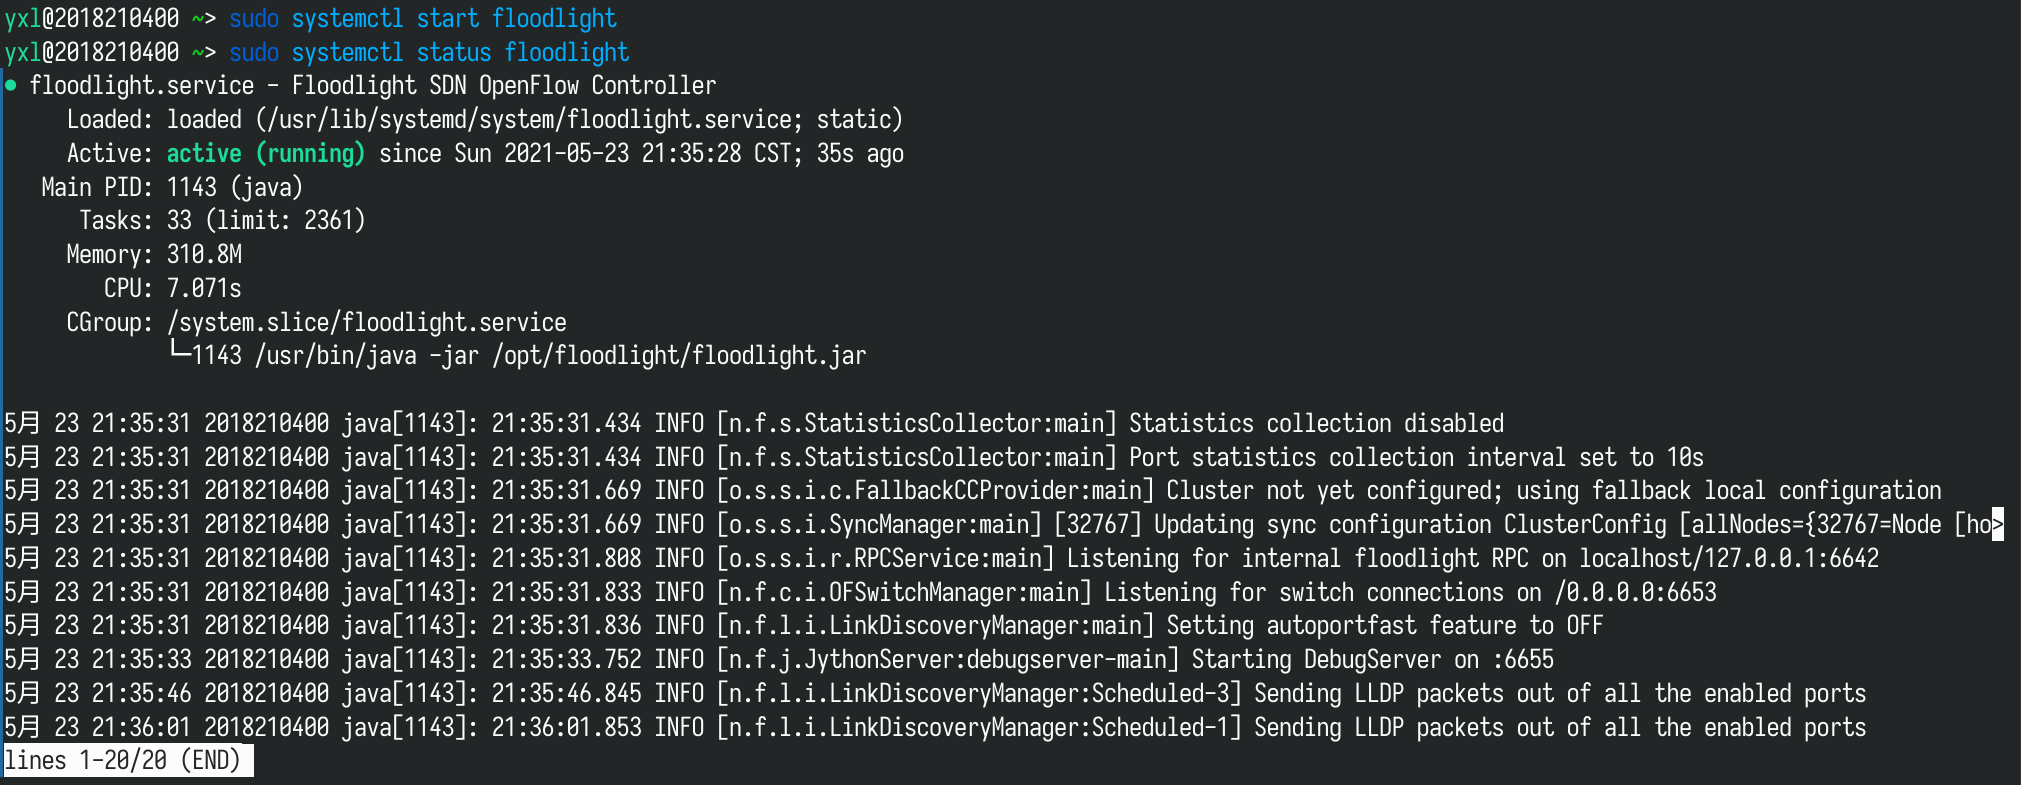 yxl@2018210400 ~> sudo systemctl start floodlight
yxl@2018210400 ~> sudo systemctl status floodlight
● floodlight.service - Floodlight SDN OpenFlow Controller
     Loaded: loaded (/usr/lib/systemd/system/floodlight.service; static)
     Active: active (running) since Sun 2021-05-23 21:35:28 CST; 35s ago
   Main PID: 1143 (java)
      Tasks: 33 (limit: 2361)
     Memory: 310.8M
        CPU: 7.071s
     CGroup: /system.slice/floodlight.service
             └─1143 /usr/bin/java -jar /opt/floodlight/floodlight.jar

5月 23 21:35:31 2018210400 java[1143]: 21:35:31.434 INFO [n.f.s.StatisticsCollector:main] Statistics collection disabled
5月 23 21:35:31 2018210400 java[1143]: 21:35:31.434 INFO [n.f.s.StatisticsCollector:main] Port statistics collection interval set to 10s
5月 23 21:35:31 2018210400 java[1143]: 21:35:31.669 INFO [o.s.s.i.c.FallbackCCProvider:main] Cluster not yet configured; using fallback local configuration
5月 23 21:35:31 2018210400 java[1143]: 21:35:31.669 INFO [o.s.s.i.SyncManager:main] [32767] Updating sync configuration ClusterConfig [allNodes={32767=Node [ho>
5月 23 21:35:31 2018210400 java[1143]: 21:35:31.808 INFO [o.s.s.i.r.RPCService:main] Listening for internal floodlight RPC on localhost/127.0.0.1:6642
5月 23 21:35:31 2018210400 java[1143]: 21:35:31.833 INFO [n.f.c.i.OFSwitchManager:main] Listening for switch connections on /0.0.0.0:6653
5月 23 21:35:31 2018210400 java[1143]: 21:35:31.836 INFO [n.f.l.i.LinkDiscoveryManager:main] Setting autoportfast feature to OFF
5月 23 21:35:33 2018210400 java[1143]: 21:35:33.752 INFO [n.f.j.JythonServer:debugserver-main] Starting DebugServer on :6655
5月 23 21:35:46 2018210400 java[1143]: 21:35:46.845 INFO [n.f.l.i.LinkDiscoveryManager:Scheduled-3] Sending LLDP packets out of all the enabled ports
5月 23 21:36:01 2018210400 java[1143]: 21:36:01.853 INFO [n.f.l.i.LinkDiscoveryManager:Scheduled-1] Sending LLDP packets out of all the enabled ports
lines 1-20/20 (END)